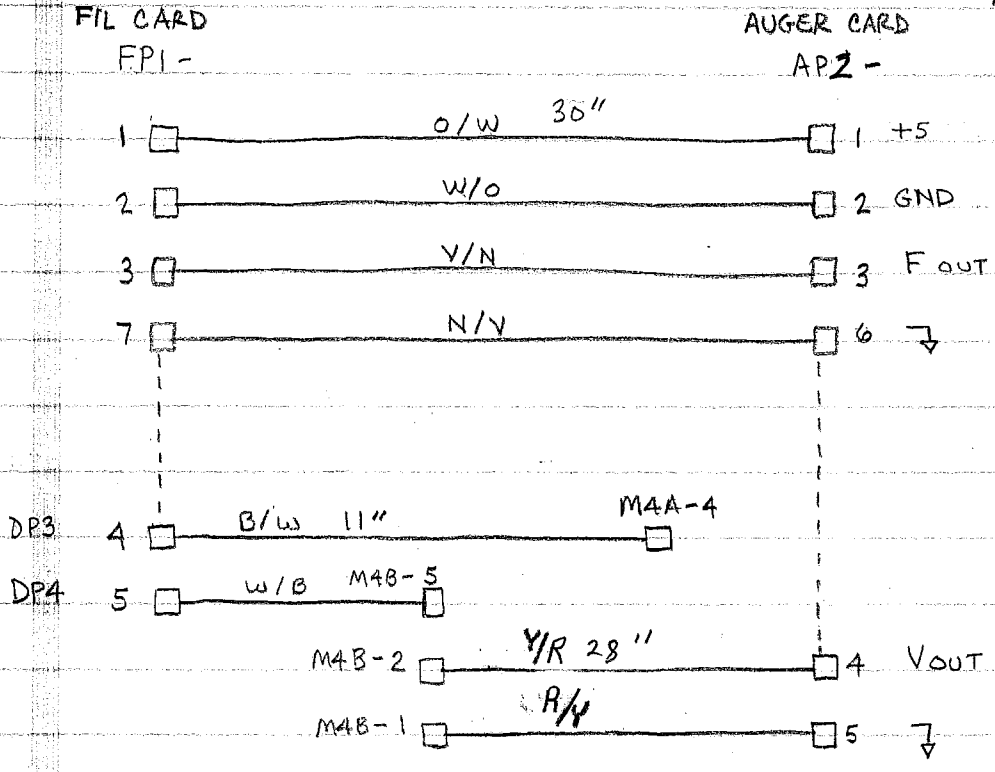 FIL CARD AUGER CARD
FP1- AP2-
1 O/W 30" 1 +5
2 W/O 2 GND
3 V/N 3 F OUT
7 N/V 6
M4A-4
DP3 4 B/W 11"
DP4 5 W/B M4B-5
M4B-2 Y/R 28" 4 VOUT
M4B-1 R/Y 5